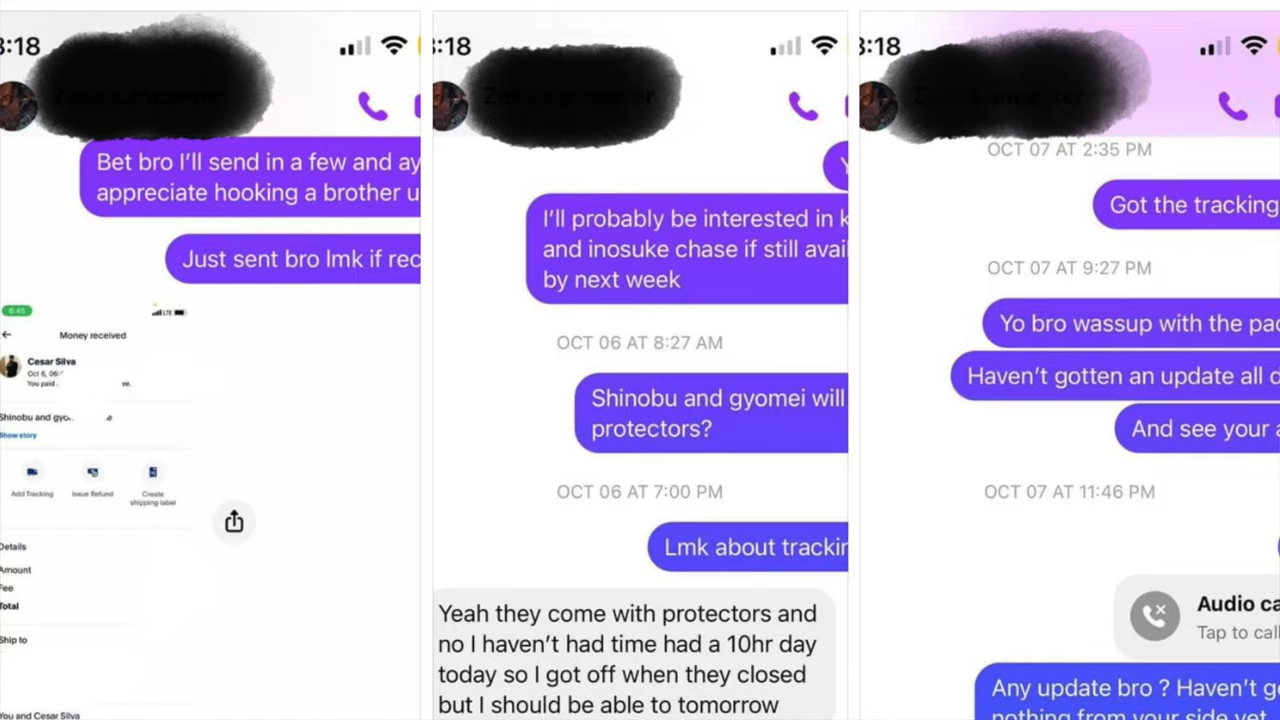 3:18
Bet bro I'll send in a few and ay
appreciate hooking a brother u
Just sent bro lmk if rec
6:45
LTE
Money received
Cesar Silva
Oct 6,
You paid
Shinobu and gyo..
Show story
Add Tracking
Issue Refund
Create
shipping label
Details
Amount
Fee
Total
Ship to
You and Cesar Silva
3:18
Y
I'll probably be interested in k
and inosuke chase if still avai
by next week
OCT 06 AT 8:27 AM
Shinobu and gyomei will
protectors?
OCT 06 AT 7:00 PM
Lmk about trackin
Yeah they come with protectors and
no I haven't had time had a 10hr day
today so I got off when they closed
but I should be able to tomorrow
3:18
OCT 07 AT 2:35 PM
Got the tracking
OCT 07 AT 9:27 PM
Yo bro wassup with the pac
Haven't gotten an update all d
And see your a
OCT 07 AT 11:46 PM
Audio ca
Tap to call
Any update bro ? Haven't g
nothing from your side yet